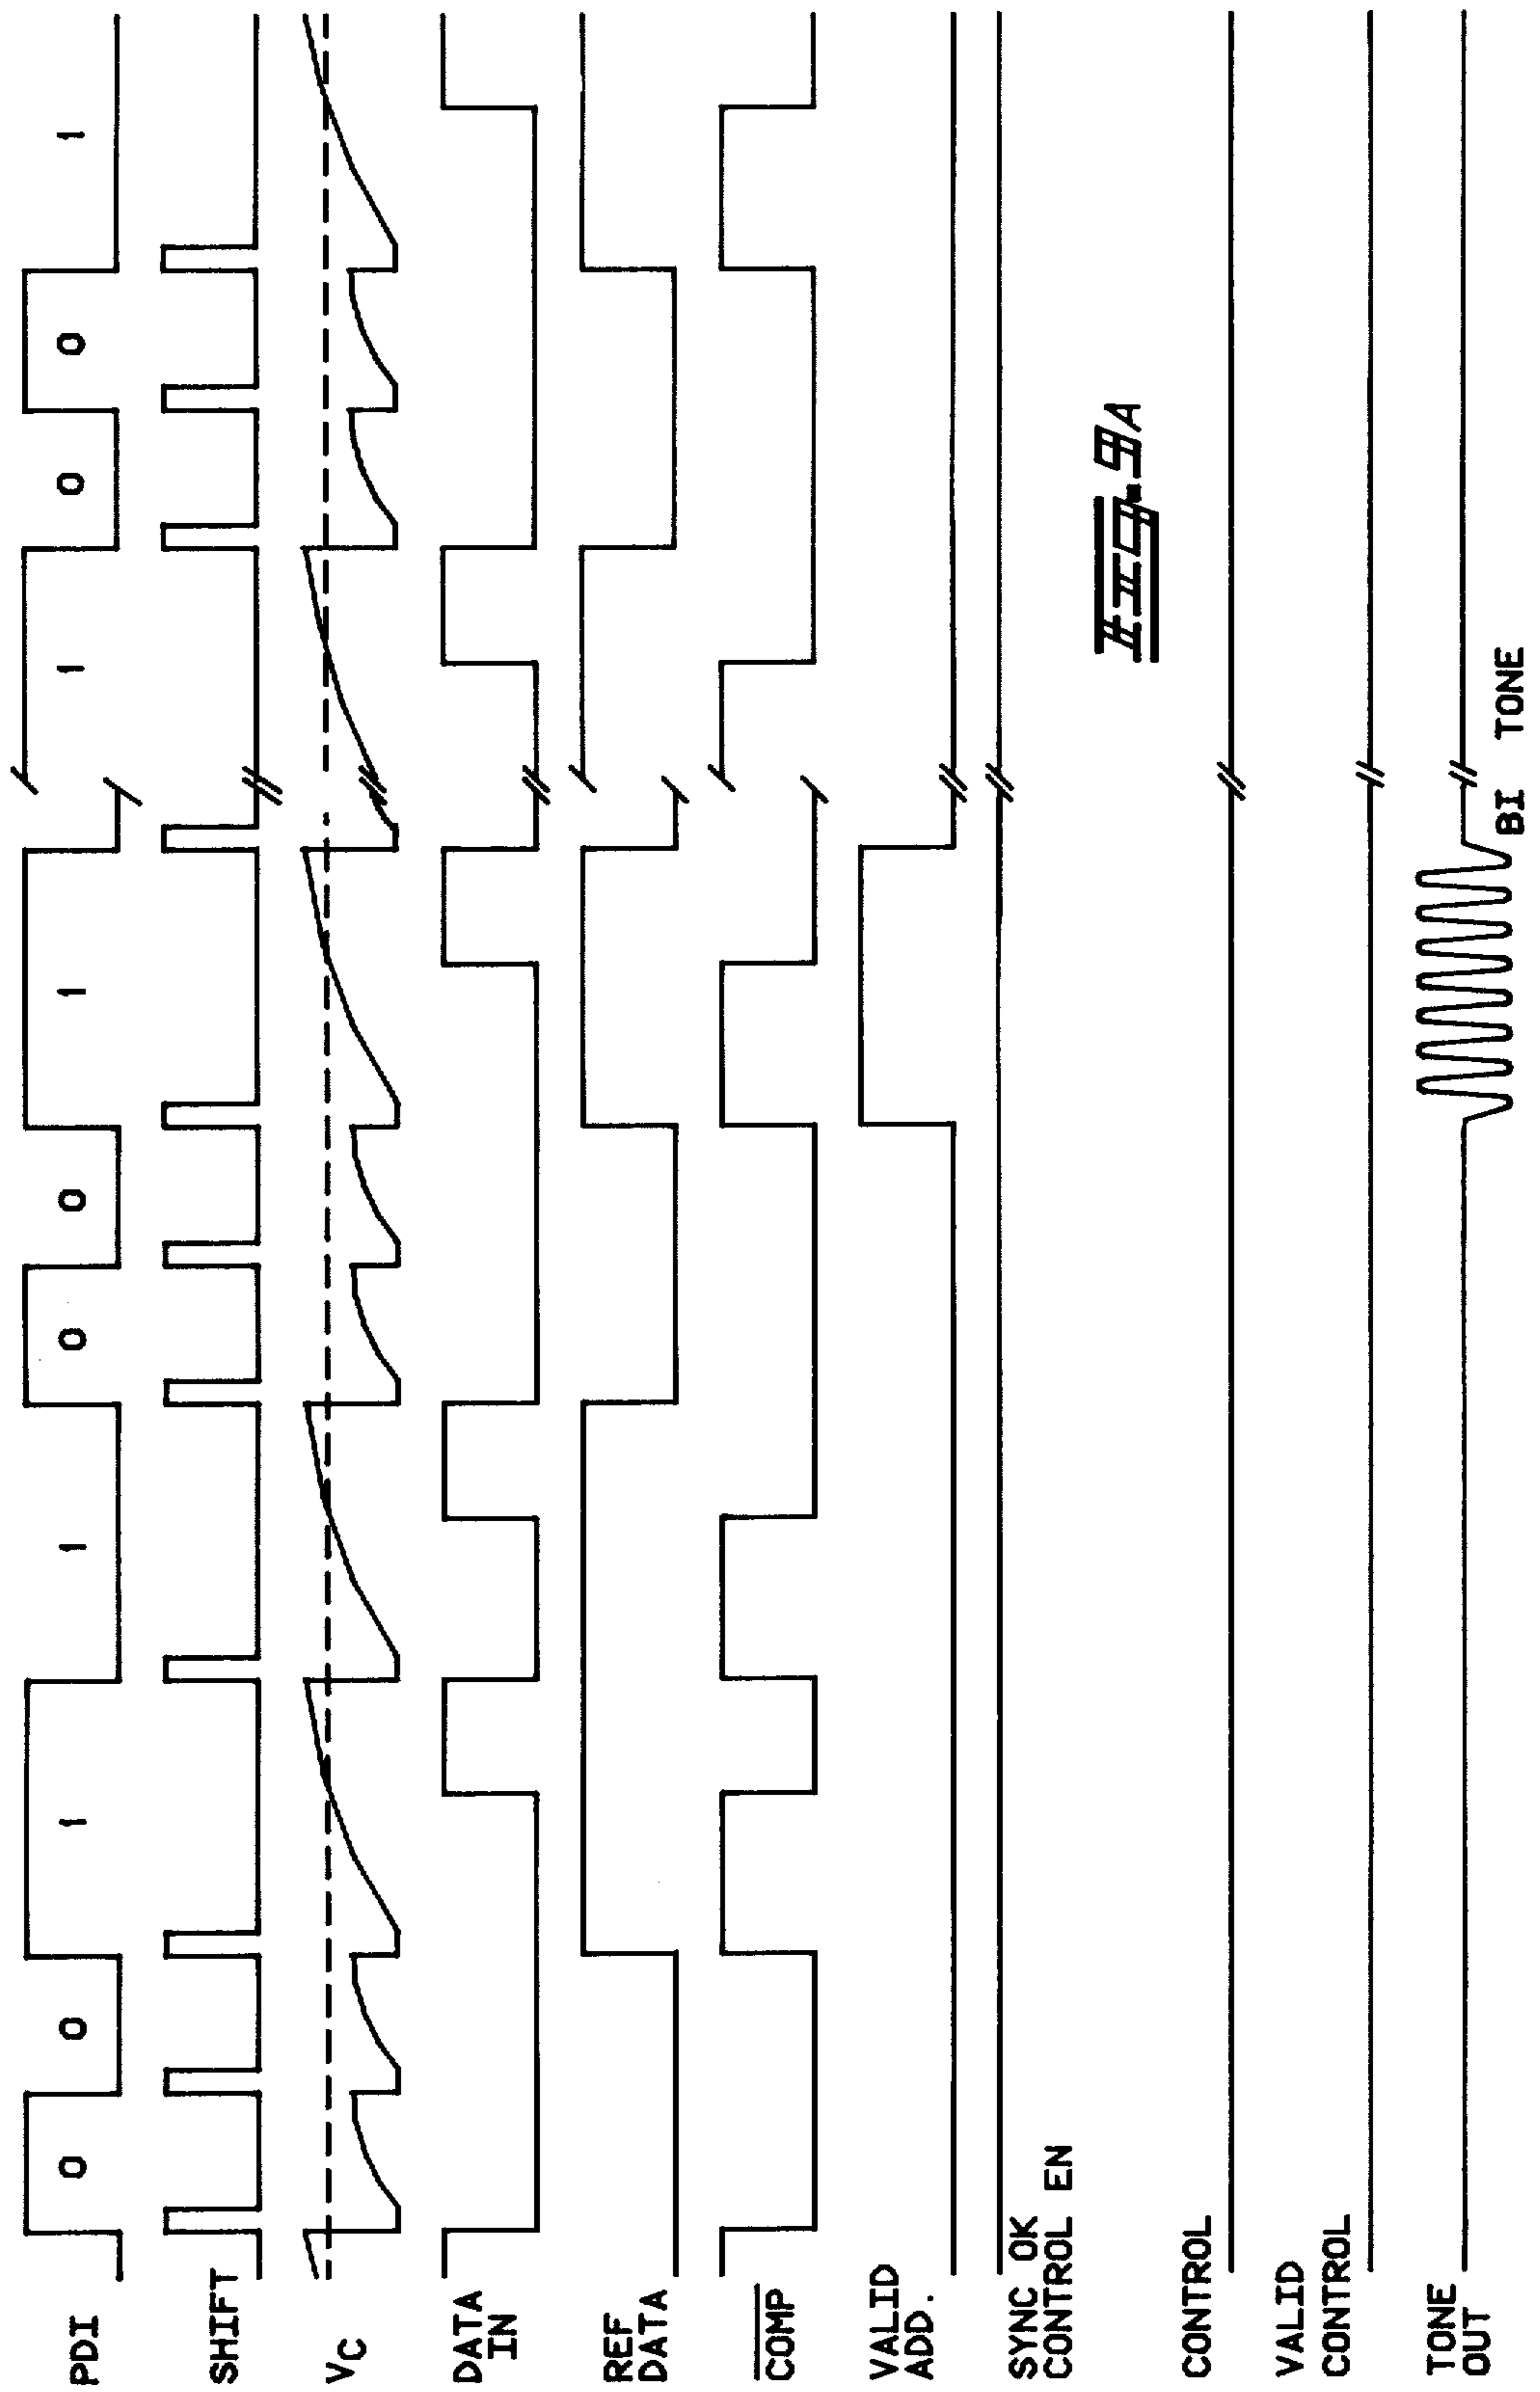 PDI
0 0 1 1 0 0 1 1 0 0 1
SHIFT
VC
DATA
IN
REF
DATA
COMP
VALID
ADD.
SYNC OK
CONTROL EN
CONTROL
VALID
CONTROL
TONE
OUT
BI TONE
FIG. 9A